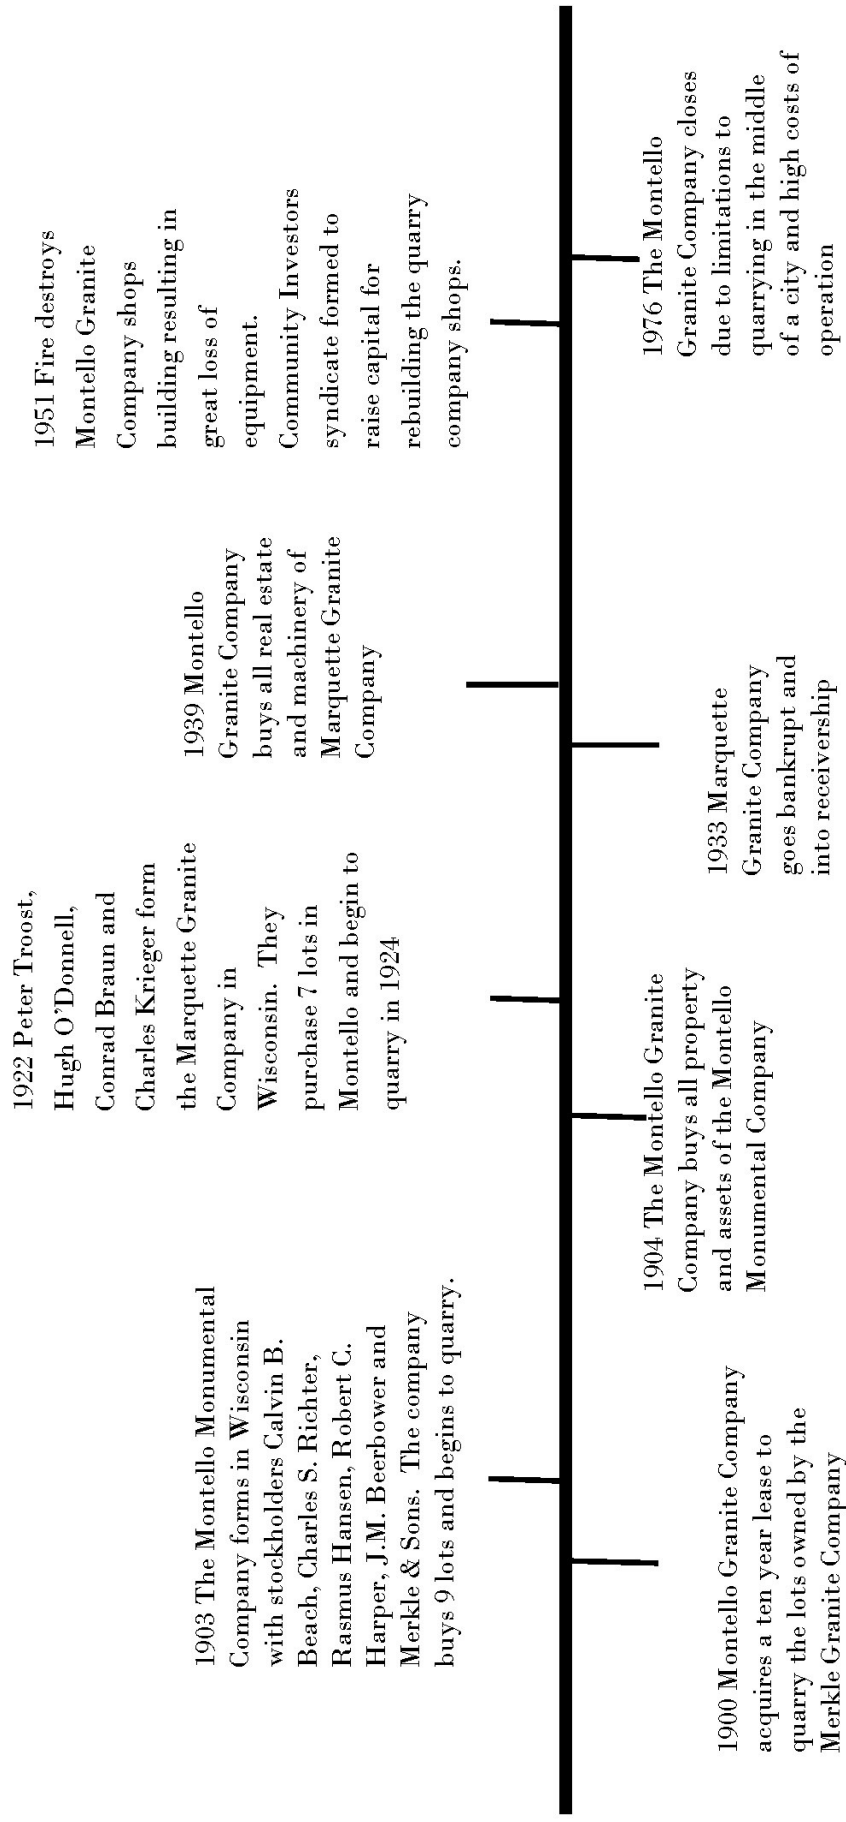 1903 The Montello Monumental
Company forms in Wisconsin
with stockholders Calvin B.
Beach, Charles S. Richter,
Rasmus Hansen, Robert C.
Harper, J.M. Beerbower and
Merkle & Sons.  The company
buys 9 lots and begins to quarry.
1922 Peter Troost,
Hugh O'Donnell,
Conrad Braun and
Charles Krieger form
the Marquette Granite
Company in
Wisconsin.  They
purchase 7 lots in
Montello and begin to
quarry in 1924
1939 Montello
Granite Company
buys all real estate
and machinery of
Marquette Granite
Company
1951 Fire destroys
Montello Granite
Company shops
building resulting in
great loss of
equipment.
Community Investors
syndicate formed to
raise capital for
rebuilding the quarry
company shops.
1900 Montello Granite Company
acquires a ten year lease to
quarry the lots owned by the
Merkle Granite Company
1904 The Montello Granite
Company buys all property
and assets of the Montello
Monumental Company
1933 Marquette
Granite Company
goes bankrupt and
into receivership
1976 The Montello
Granite Company closes
due to limitations to
quarrying in the middle
of a city and high costs of
operation